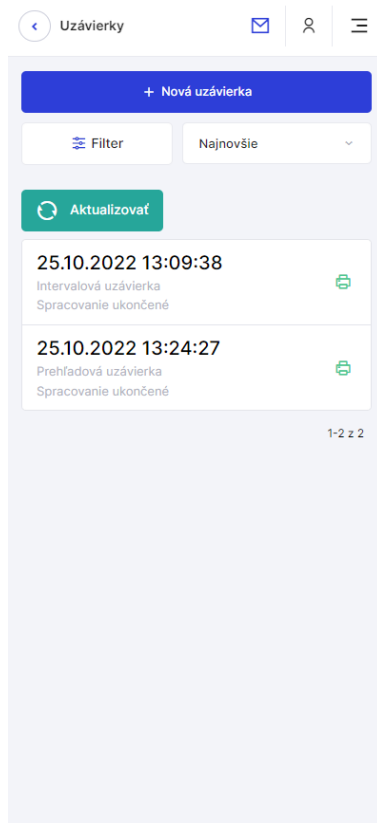 Uzávierky
+ Nová uzávierka
Filter
Najnovšie
Aktualizovať
25.10.2022 13:09:38
Intervalová uzávierka
Spracovanie ukončené
25.10.2022 13:24:27
Prehľadová uzávierka
Spracovanie ukončené
1-2 z 2